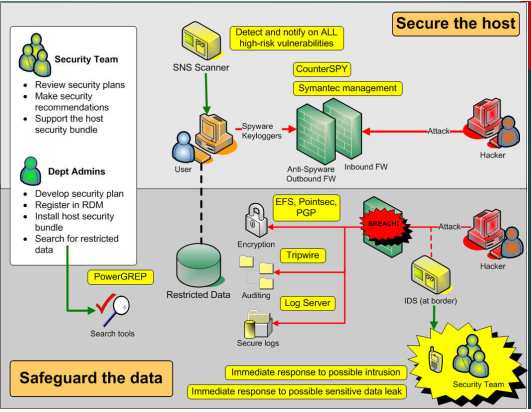 Secure the host
Security Team
• Review security plans
• Make security
recommendations
• Support the host
security bundle
Dept Admins
• Develop security plan
• Register in RDM
• Install host security
bundle
• Search for restricted
data
SNS Scanner
Detect and notify on ALL
high-risk vulnerabilities
CounterSPY
Symantec management
User
Spyware
Keyloggers
Anti-Spyware
Outbound FW
Inbound FW
Attack
Hacker
EFS, Pointsec,
PGP
Encryption
BREACH!
Attack
Hacker
Restricted Data
Tripwire
Auditing
IDS (at border)
PowerGREP
Search tools
Log Server
Secure logs
Safeguard the data
Immediate response to possible intrusion
Immediate response to possible sensitive data leak
Security Team